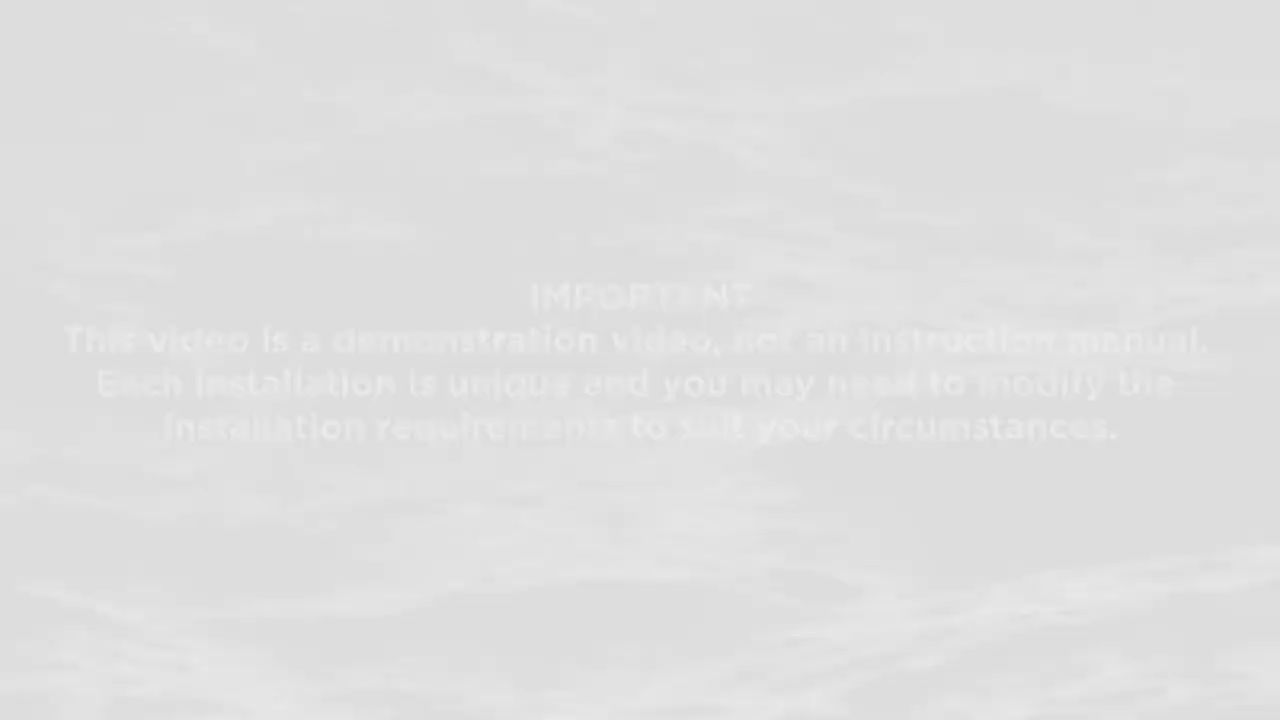 IMPORTANT
This video is a demonstration video, not an instruction manual.
Each installation is unique and you may need to modify the
installation requirements to suit your circumstances.